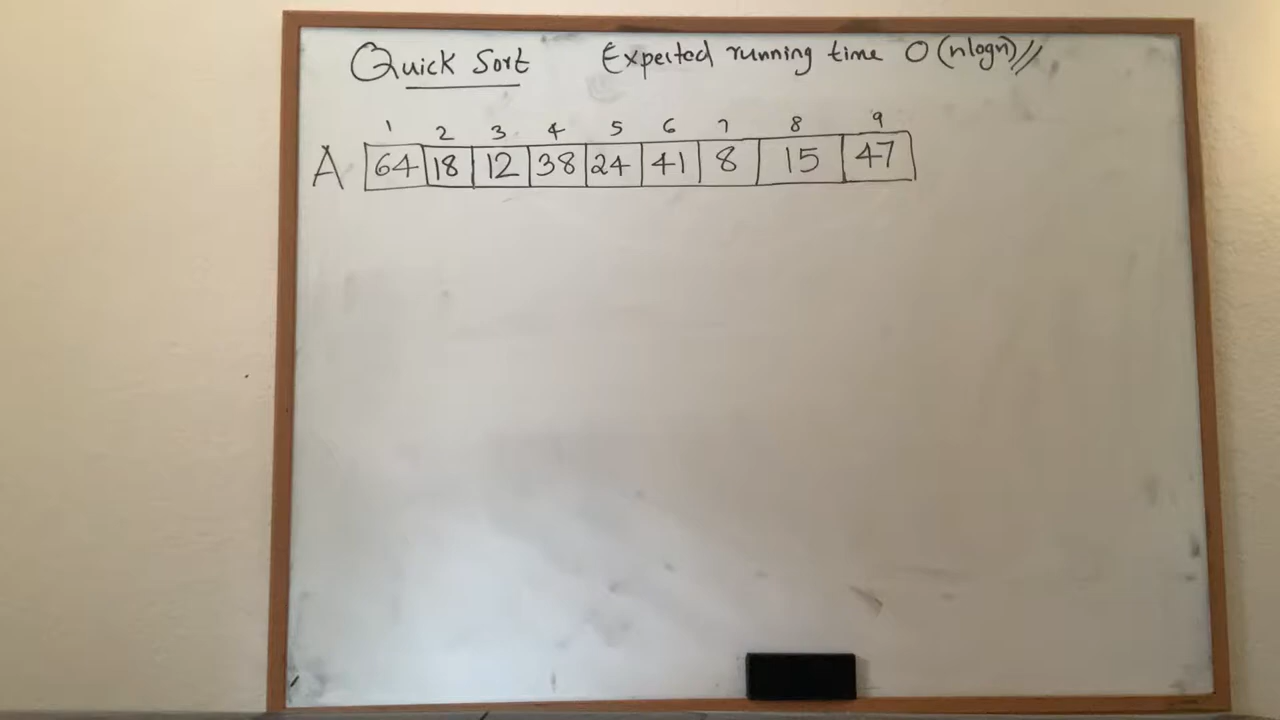 Quick Sort Expected running time O(nlogn)//
1 2 3 4 5 6 7 8 9
A 64 18 12 38 24 41 8 15 47